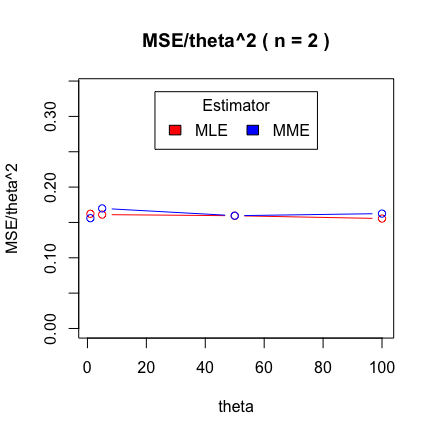 MSE/theta^2 ( n = 2 )
Estimator
MLE MME
MSE/theta^2
0.30
0.20
0.10
0.00
0 20 40 60 80 100
theta